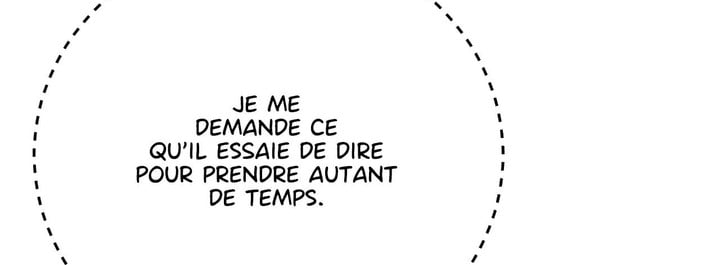 JE ME
DEMANDE CE
QU'IL ESSAIE DE DIRE
POUR PRENDRE AUTANT
DE TEMPS.